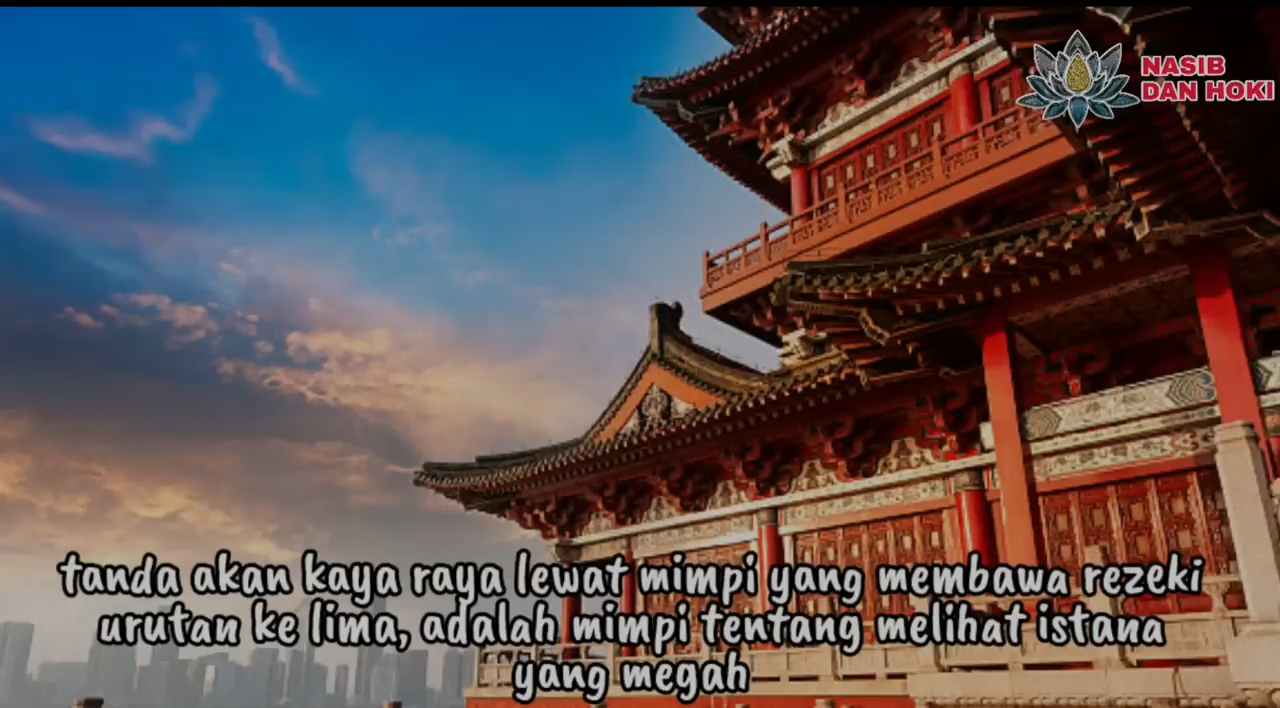 NASIB
DAN HOKI
tanda akan kaya raya lewat mimpi yang membawa rezeki
urutan ke lima, adalah mimpi tentang melihat istana
yang megah